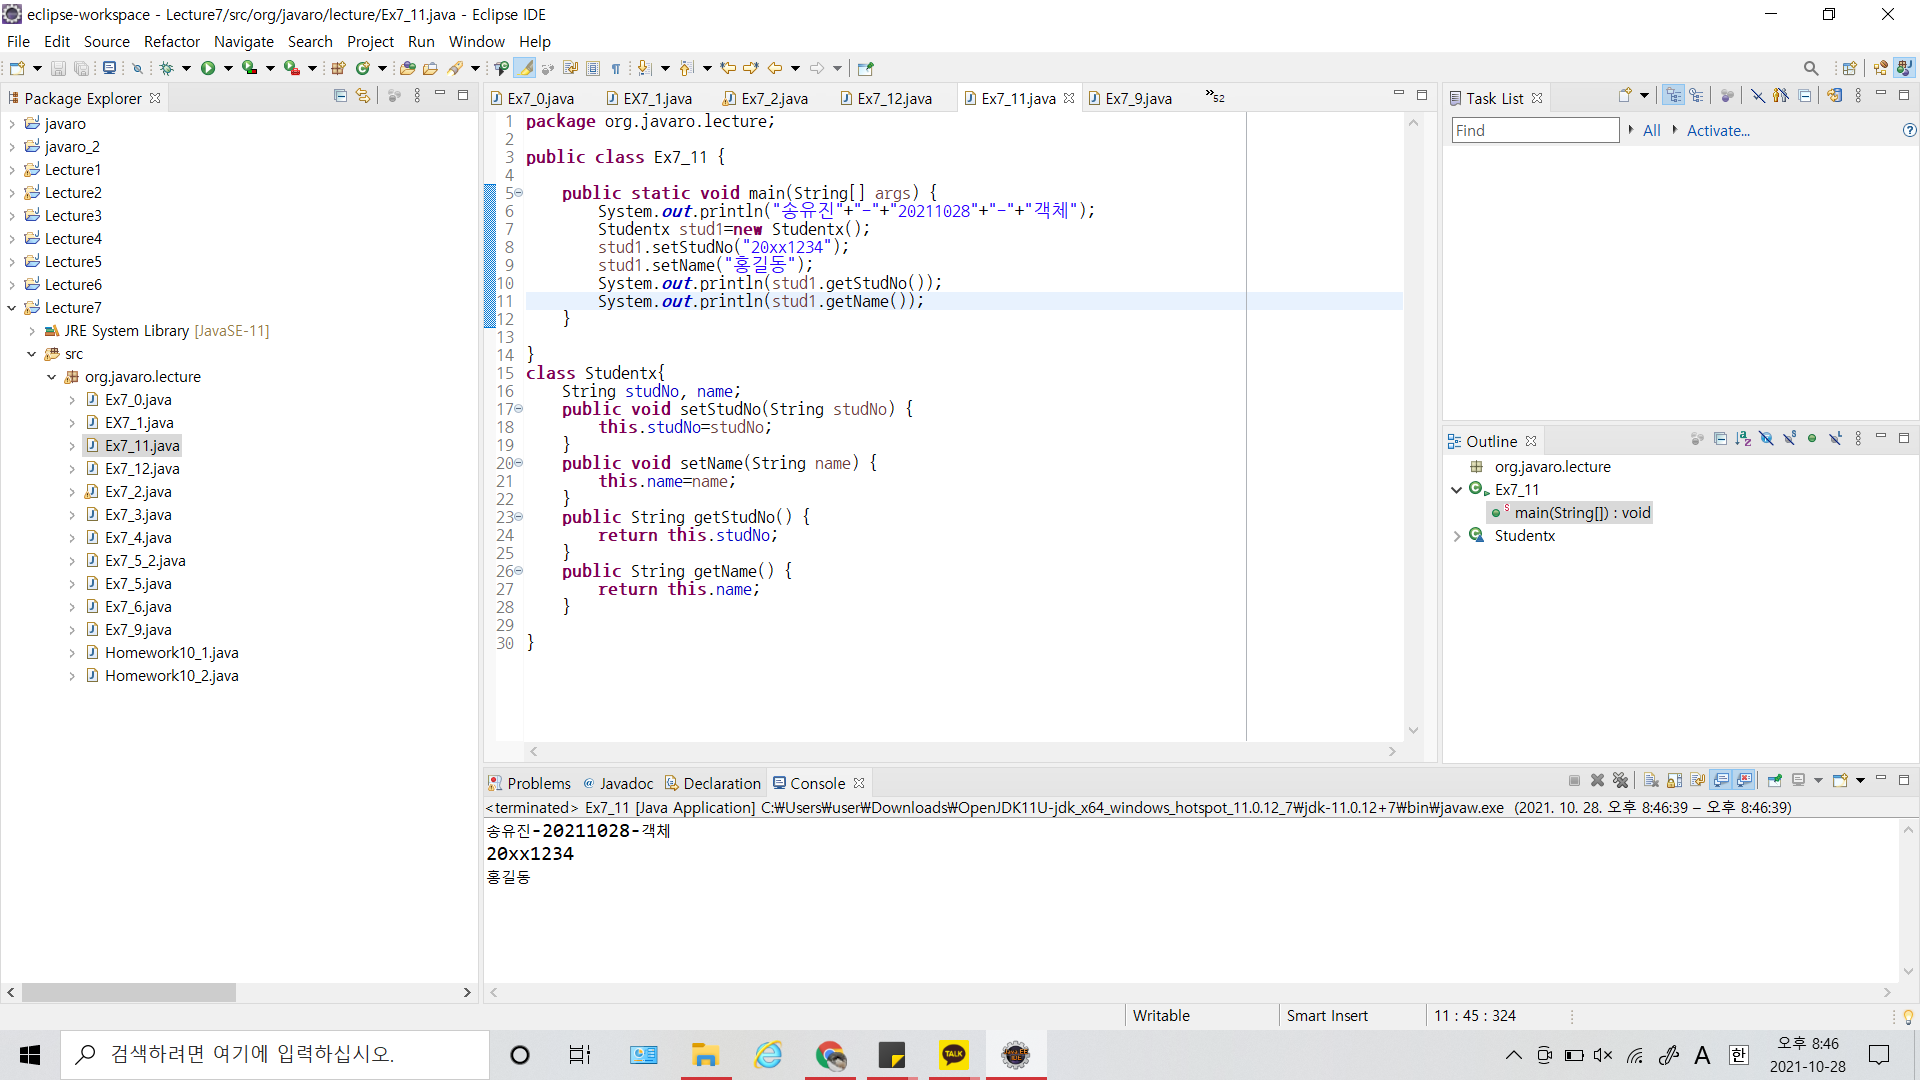 eclipse-workspace - Lecture7/src/org/javaro/lecture/Ex7_11.java - Eclipse IDE
File Edit Source Refactor Navigate Search Project Run Window Help
Package Explorer
javaro
javaro_2
Lecture1
Lecture2
Lecture3
Lecture4
Lecture5
Lecture6
Lecture7
JRE System Library [JavaSE-11]
src
org.javaro.lecture
Ex7_0.java
EX7_1.java
Ex7_11.java
Ex7_12.java
Ex7_2.java
Ex7_3.java
Ex7_4.java
Ex7_5_2.java
Ex7_5.java
Ex7_6.java
Ex7_9.java
Homework10_1.java
Homework10_2.java
Ex7_0.java EX7_1.java Ex7_2.java Ex7_12.java Ex7_11.java Ex7_9.java »52
1 package org.javaro.lecture;
2
3 public class Ex7_11 {
4
5 public static void main(String[] args) {
6 System.out.println("송유진"+"-"+"20211028"+"-"+"객체");
7 Studentx stud1=new Studentx();
8 stud1.setStudNo("20xx1234");
9 stud1.setName("홍길동");
10 System.out.println(stud1.getStudNo());
11 System.out.println(stud1.getName());
12 }
13
14 }
15 class Studentx{
16 String studNo, name;
17 public void setStudNo(String studNo) {
18 this.studNo=studNo;
19 }
20 public void setName(String name) {
21 this.name=name;
22 }
23 public String getStudNo() {
24 return this.studNo;
25 }
26 public String getName() {
27 return this.name;
28 }
29
30 }
Task List
Find All Activate...
Outline
org.javaro.lecture
Ex7_11
main(String[]) : void
Studentx
Problems @ Javadoc Declaration Console
<terminated> Ex7_11 [Java Application] C:₩Users₩user₩Downloads₩OpenJDK11U-jdk_x64_windows_hotspot_11.0.12_7₩jdk-11.0.12+7₩bin₩javaw.exe (2021. 10. 28. 오후 8:46:39 – 오후 8:46:39)
송유진-20211028-객체
20xx1234
홍길동
Writable Smart Insert 11 : 45 : 324
검색하려면 여기에 입력하십시오.
TALK
A 한
오후 8:46
2021-10-28